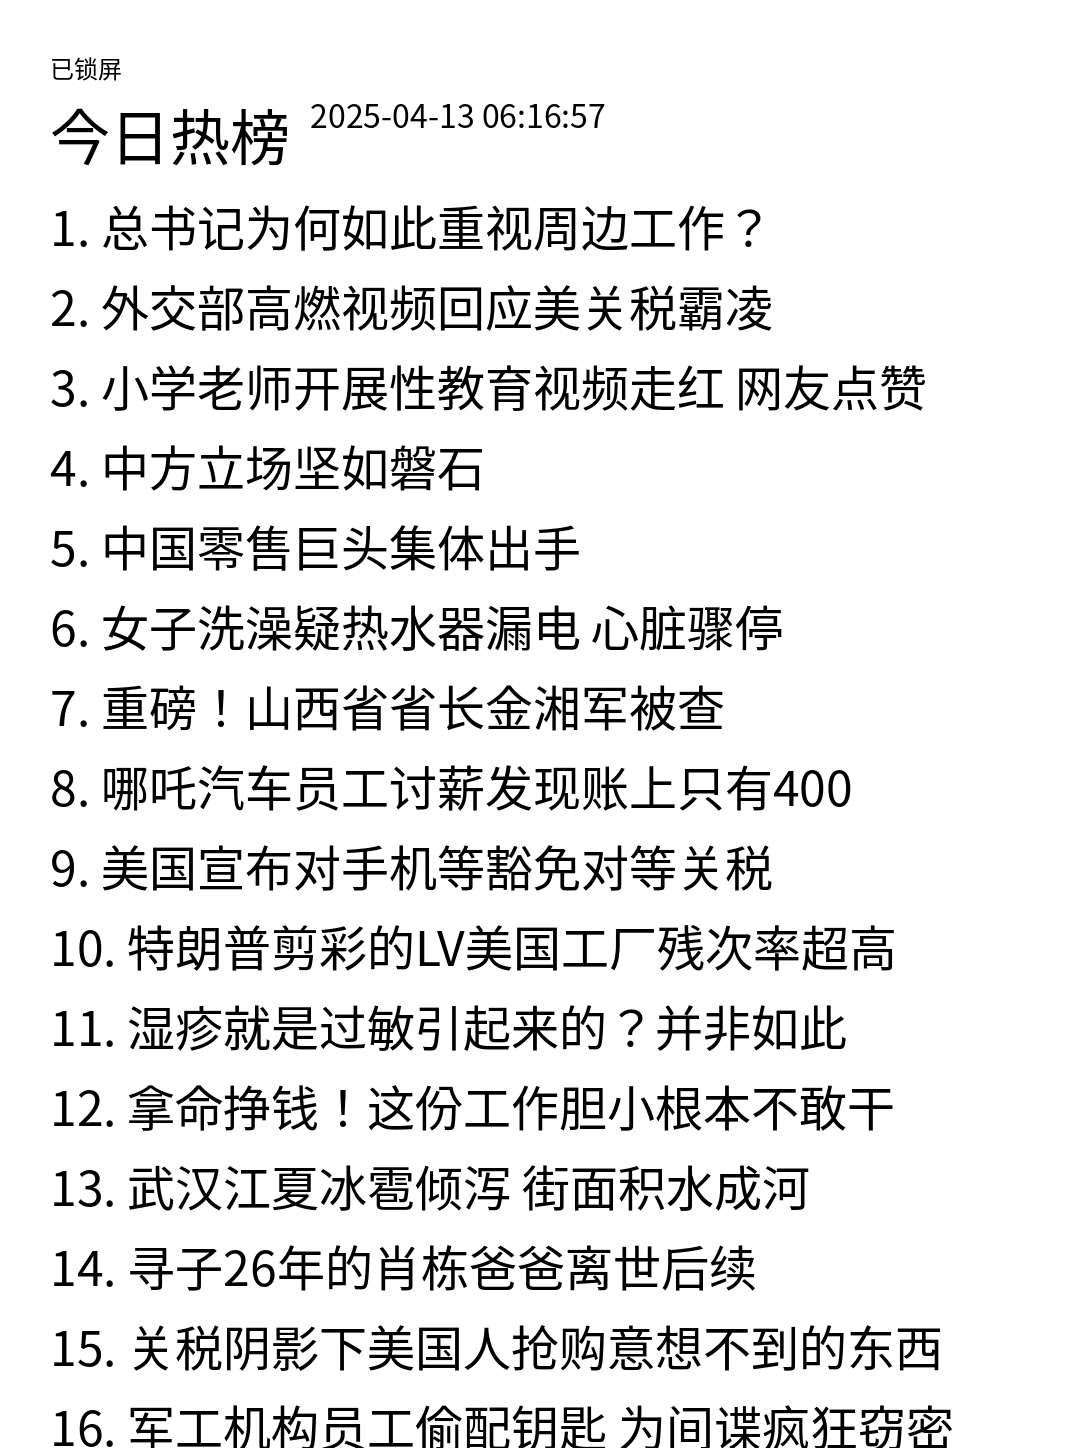 已锁屏
今日热榜 2025-04-13 06:16:57
1. 总书记为何如此重视周边工作？
2. 外交部高燃视频回应美关税霸凌
3. 小学老师开展性教育视频走红 网友点赞
4. 中方立场坚如磐石
5. 中国零售巨头集体出手
6. 女子洗澡疑热水器漏电 心脏骤停
7. 重磅！山西省省长金湘军被查
8. 哪吒汽车员工讨薪发现账上只有400
9. 美国宣布对手机等豁免对等关税
10. 特朗普剪彩的LV美国工厂残次率超高
11. 湿疹就是过敏引起来的？并非如此
12. 拿命挣钱！这份工作胆小根本不敢干
13. 武汉江夏冰雹倾泻 街面积水成河
14. 寻子26年的肖栋爸爸离世后续
15. 关税阴影下美国人抢购意想不到的东西
16. 军工机构员工偷配钥匙 为间谍疯狂窃密